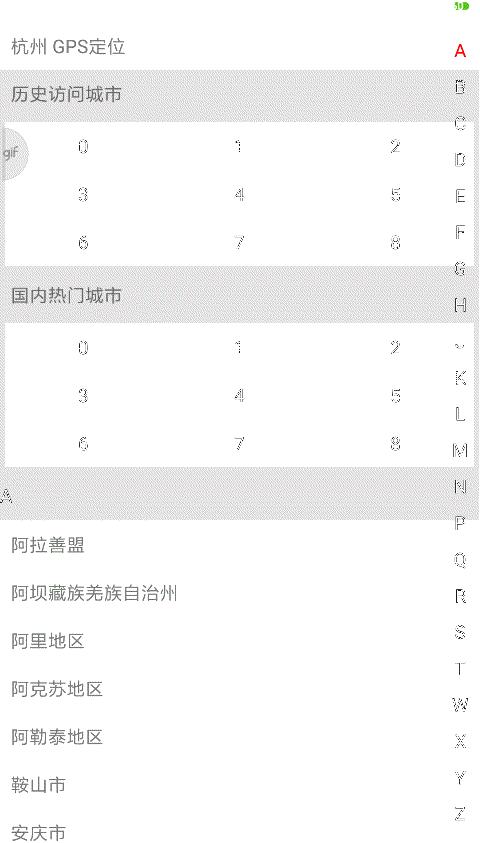 杭州 GPS定位
历史访问城市
gif
0 1 2
3 4 5
6 7 8
国内热门城市
0 1 2
3 4 5
6 7 8
A
阿拉善盟
阿坝藏族羌族自治州
阿里地区
阿克苏地区
阿勒泰地区
鞍山市
安庆市
A
B
C
D
E
F
G
H
J
K
L
M
N
P
Q
R
S
T
W
X
Y
Z